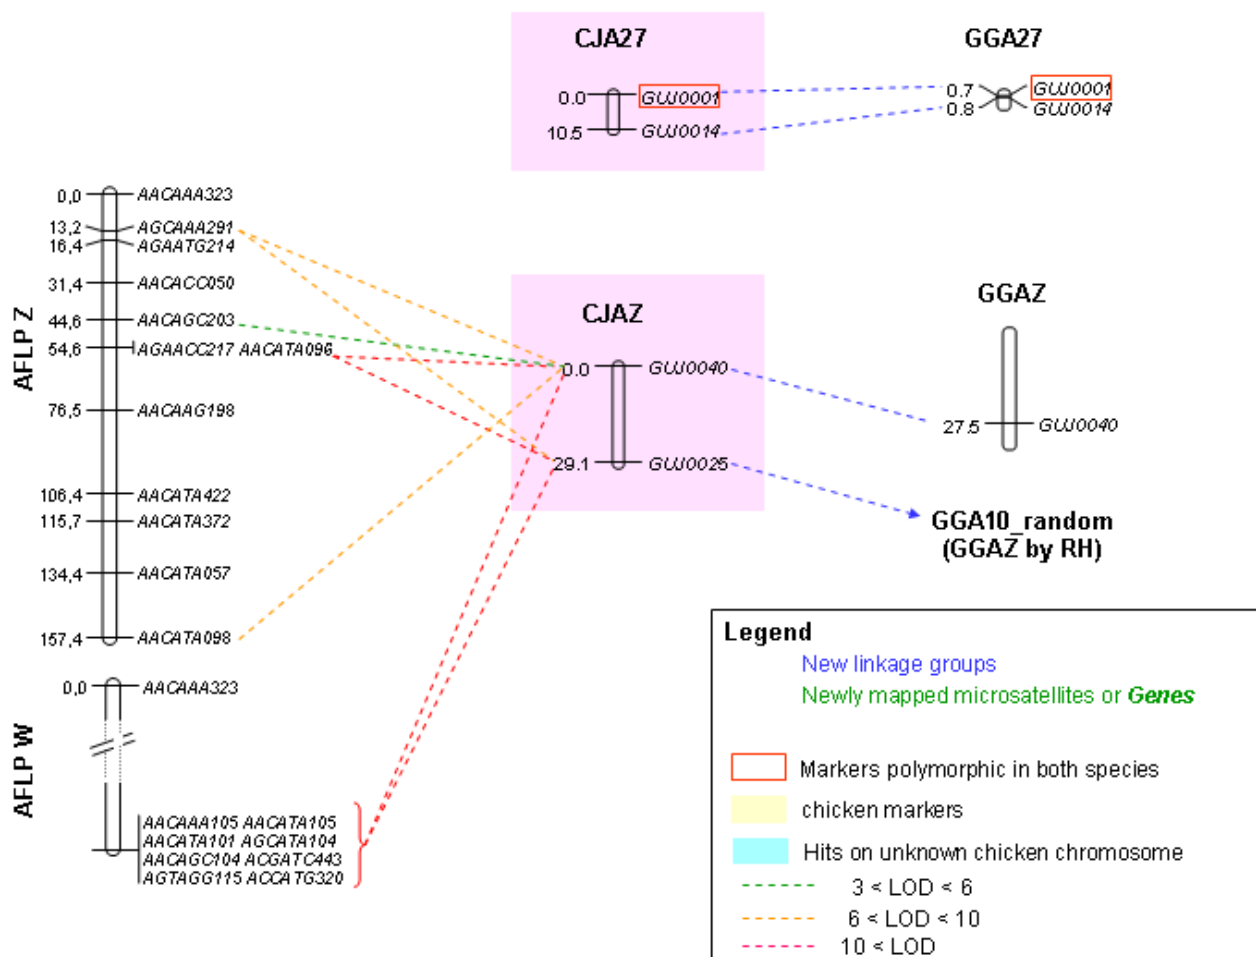 CJA27
GGA27
0.0 GUJ0001
10.5 GUJ0014
0.7 GUJ0001
0.8 GUJ0014
AFLP Z
0,0 AACAAA323
13,2 AGCAAA291
16,4 AGAATG214
31,4 AACACC050
44,6 AACAGC203
54,6 AGAACC217 AACATA096
76,5 AACAAG198
106,4 AACATA422
115,7 AACATA372
134,4 AACATA057
157,4 AACATA098
CJAZ
0.0 GUJ0040
29.1 GUJ0025
GGAZ
27.5 GUJ0040
GGA10_random
(GGAZ by RH)
AFLP W
0,0 AACAAA323
AACAAA105 AACATA105
AACATA101 AGCATA104
AACAGC104 ACGATC443
AGTAGG115 ACCATG320
Legend
New linkage groups
Newly mapped microsatellites or Genes
Markers polymorphic in both species
chicken markers
Hits on unknown chicken chromosome
3 < LOD < 6
6 < LOD < 10
10 < LOD